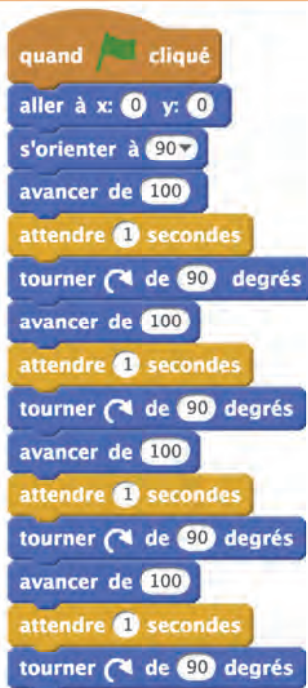 quand cliqué
aller à x: 0 y: 0
s'orienter à 90
avancer de 100
attendre 1 secondes
tourner de 90 degrés
avancer de 100
attendre 1 secondes
tourner de 90 degrés
avancer de 100
attendre 1 secondes
tourner de 90 degrés
avancer de 100
attendre 1 secondes
tourner de 90 degrés